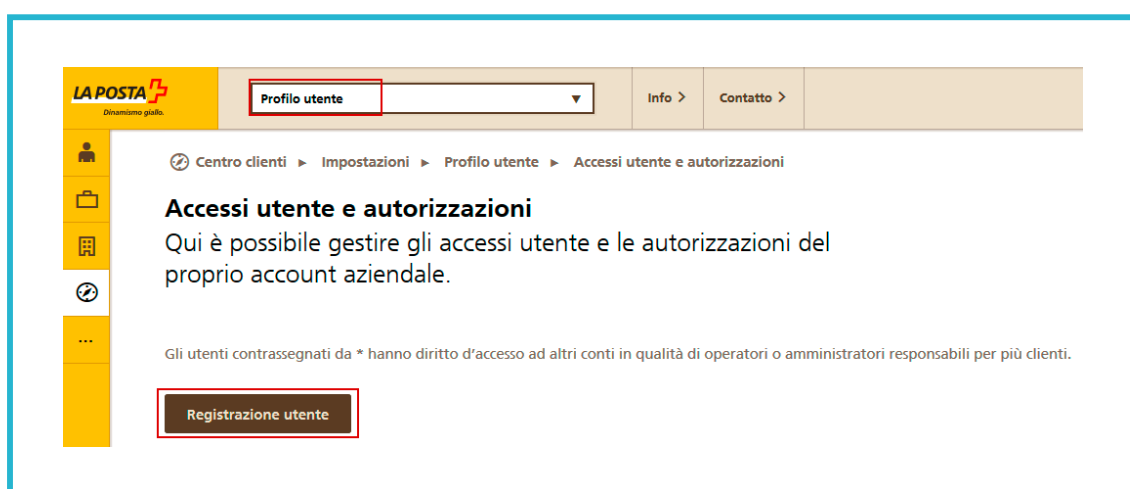 LA POSTA
Dinamismo giallo.
Profilo utente ▼
Info >
Contatto >
Centro clienti ► Impostazioni ► Profilo utente ► Accessi utente e autorizzazioni
Accessi utente e autorizzazioni
Qui è possibile gestire gli accessi utente e le autorizzazioni del
proprio account aziendale.
...
Gli utenti contrassegnati da * hanno diritto d'accesso ad altri conti in qualità di operatori o amministratori responsabili per più clienti.
Registrazione utente